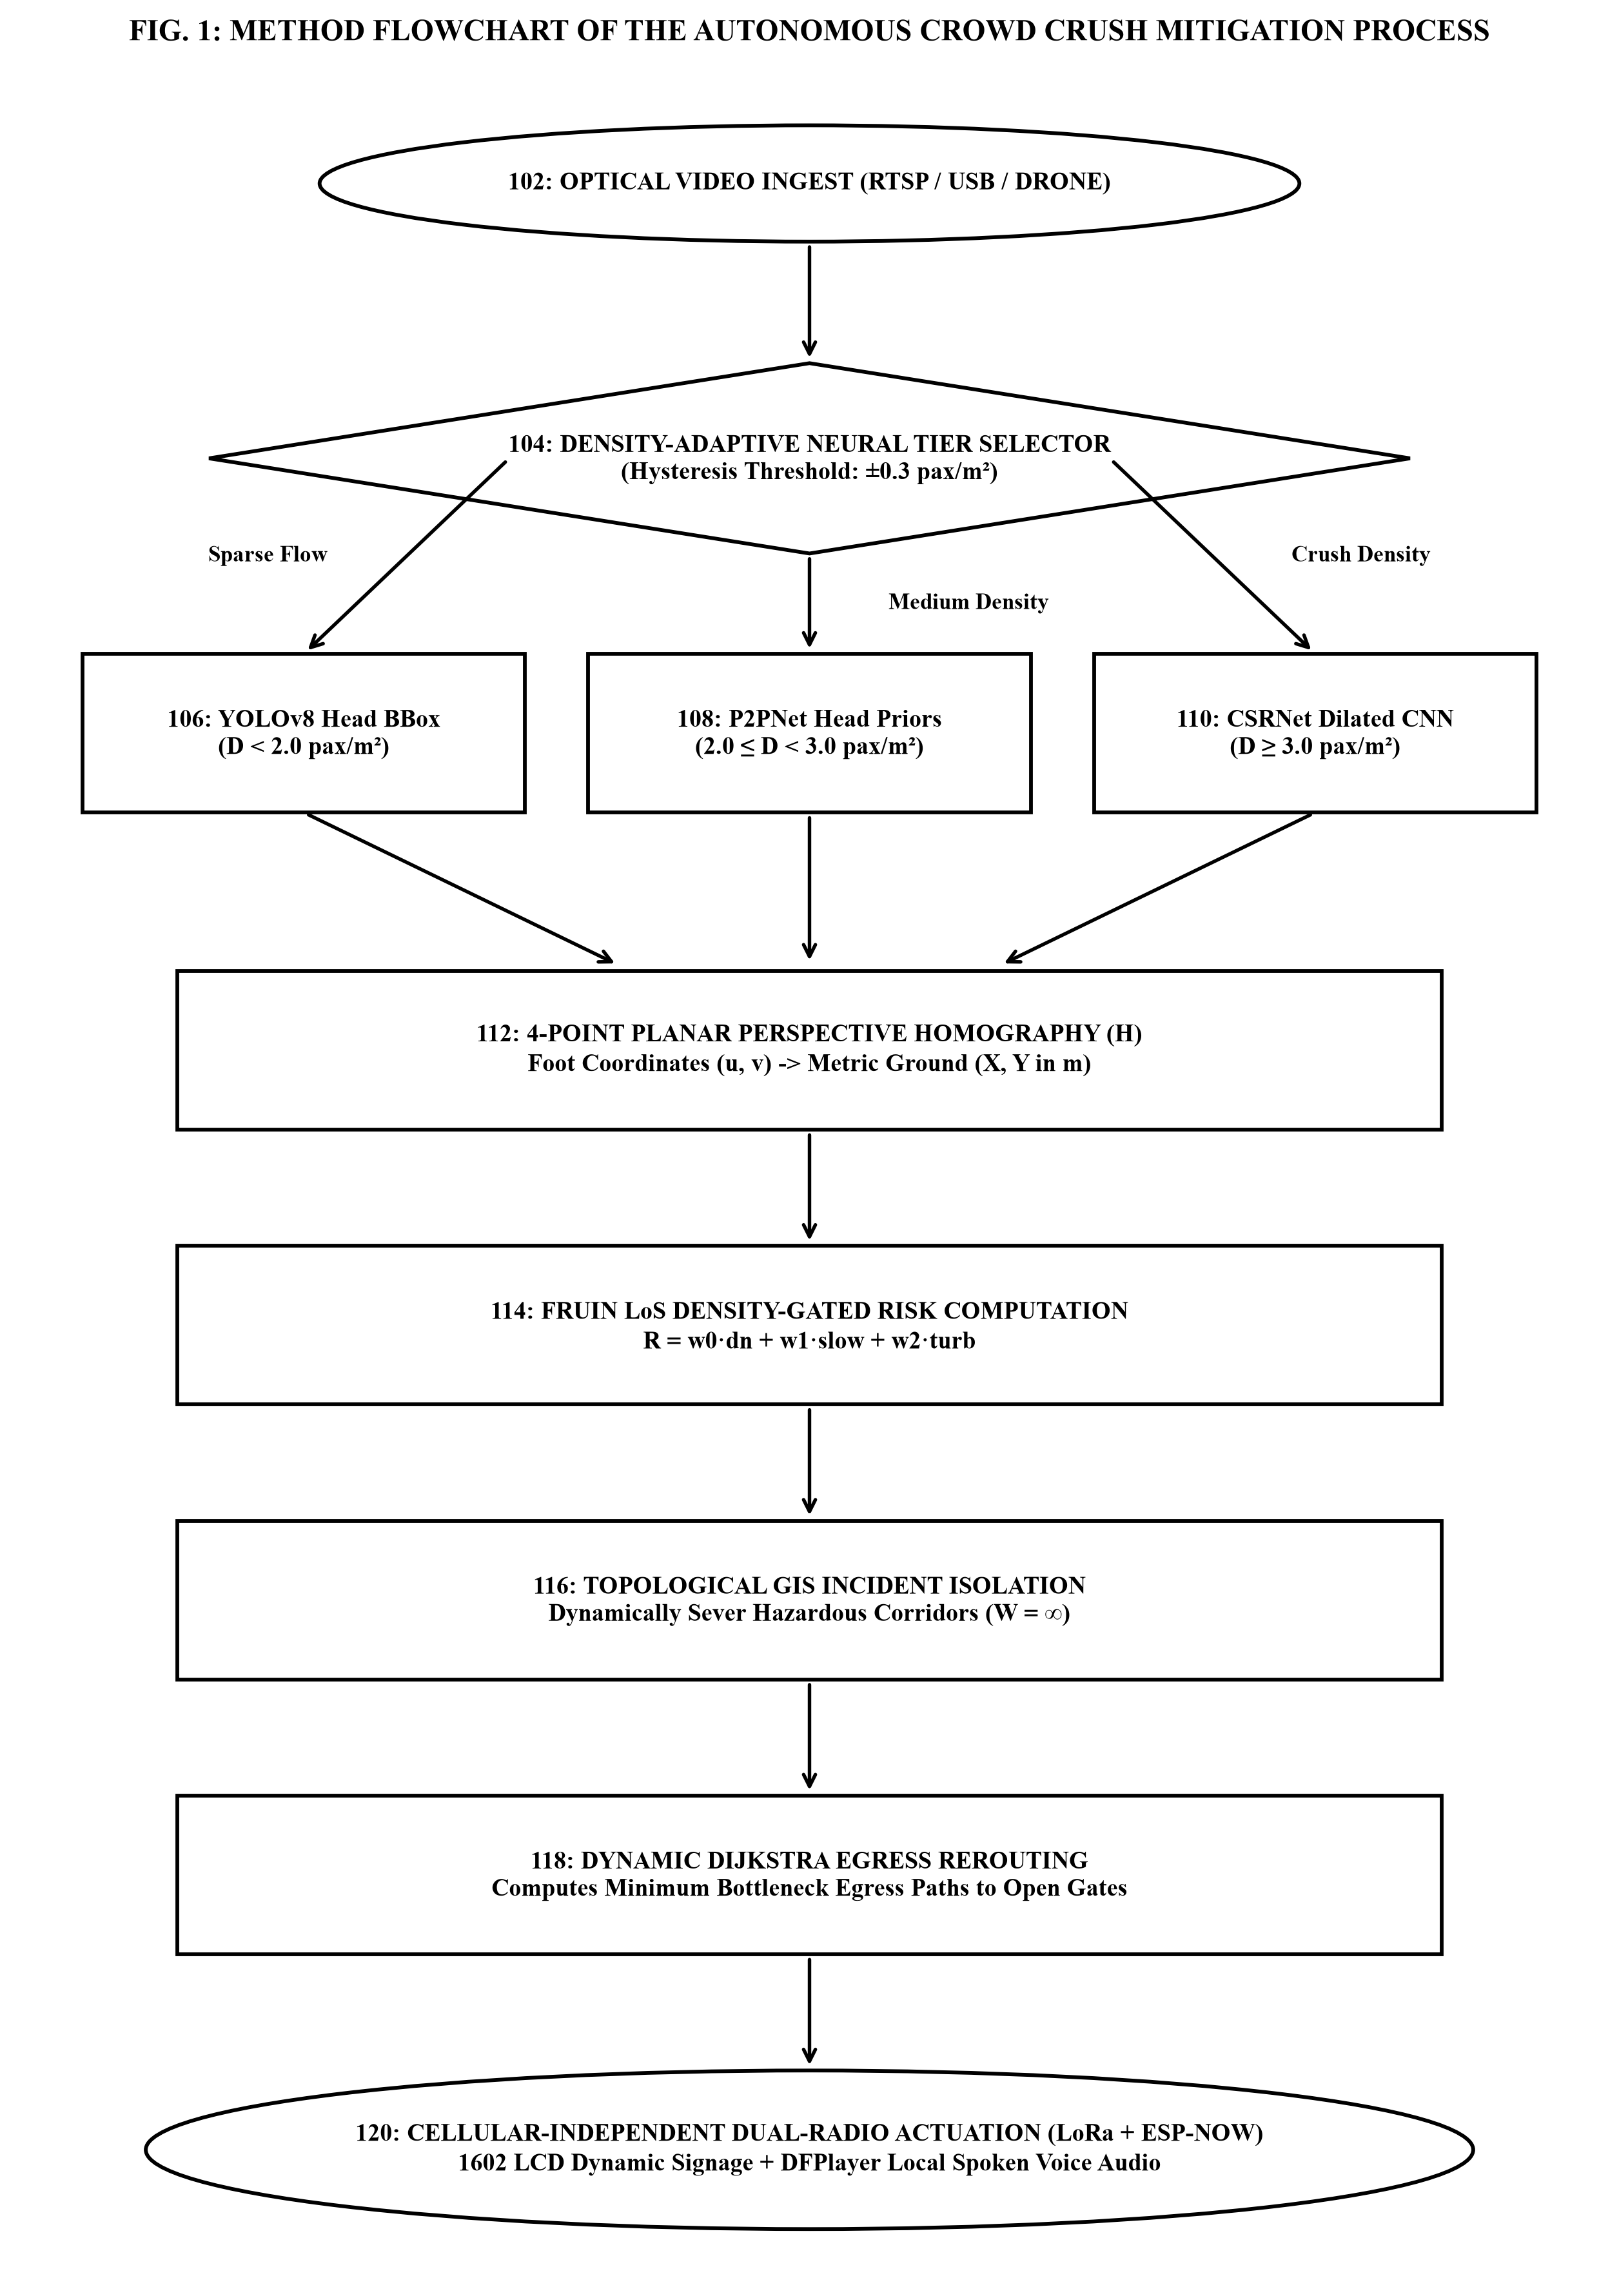 FIG. 1: METHOD FLOWCHART OF THE AUTONOMOUS CROWD CRUSH MITIGATION PROCESS
102: OPTICAL VIDEO INGEST (RTSP / USB / DRONE)
104: DENSITY-ADAPTIVE NEURAL TIER SELECTOR
(Hysteresis Threshold: ±0.3 pax/m²)
Sparse Flow
Medium Density
Crush Density
106: YOLOv8 Head BBox
(D < 2.0 pax/m²)
108: P2PNet Head Priors
(2.0 ≤ D < 3.0 pax/m²)
110: CSRNet Dilated CNN
(D ≥ 3.0 pax/m²)
112: 4-POINT PLANAR PERSPECTIVE HOMOGRAPHY (H)
Foot Coordinates (u, v) -> Metric Ground (X, Y in m)
114: FRUIN LoS DENSITY-GATED RISK COMPUTATION
R = w0·dn + w1·slow + w2·turb
116: TOPOLOGICAL GIS INCIDENT ISOLATION
Dynamically Sever Hazardous Corridors (W = ∞)
118: DYNAMIC DIJKSTRA EGRESS REROUTING
Computes Minimum Bottleneck Egress Paths to Open Gates
120: CELLULAR-INDEPENDENT DUAL-RADIO ACTUATION (LoRa + ESP-NOW)
1602 LCD Dynamic Signage + DFPlayer Local Spoken Voice Audio